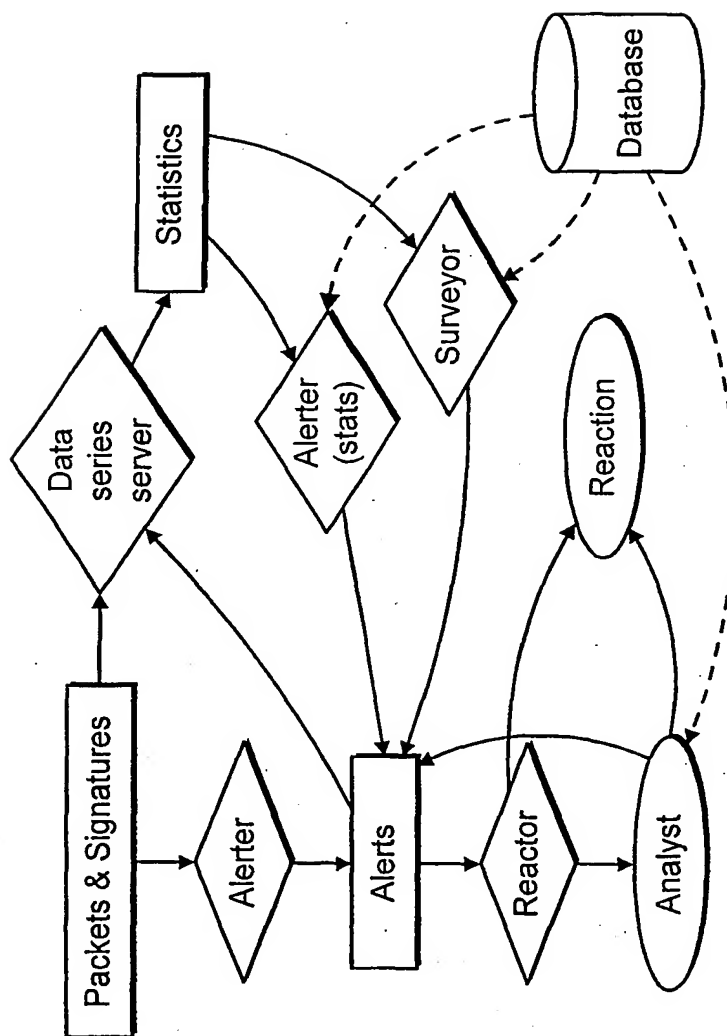 Packets & Signatures
Data
series
server
Statistics
Alerter
Alerter
(stats)
Surveyor
Database
Alerts
Reactor
Reaction
Analyst